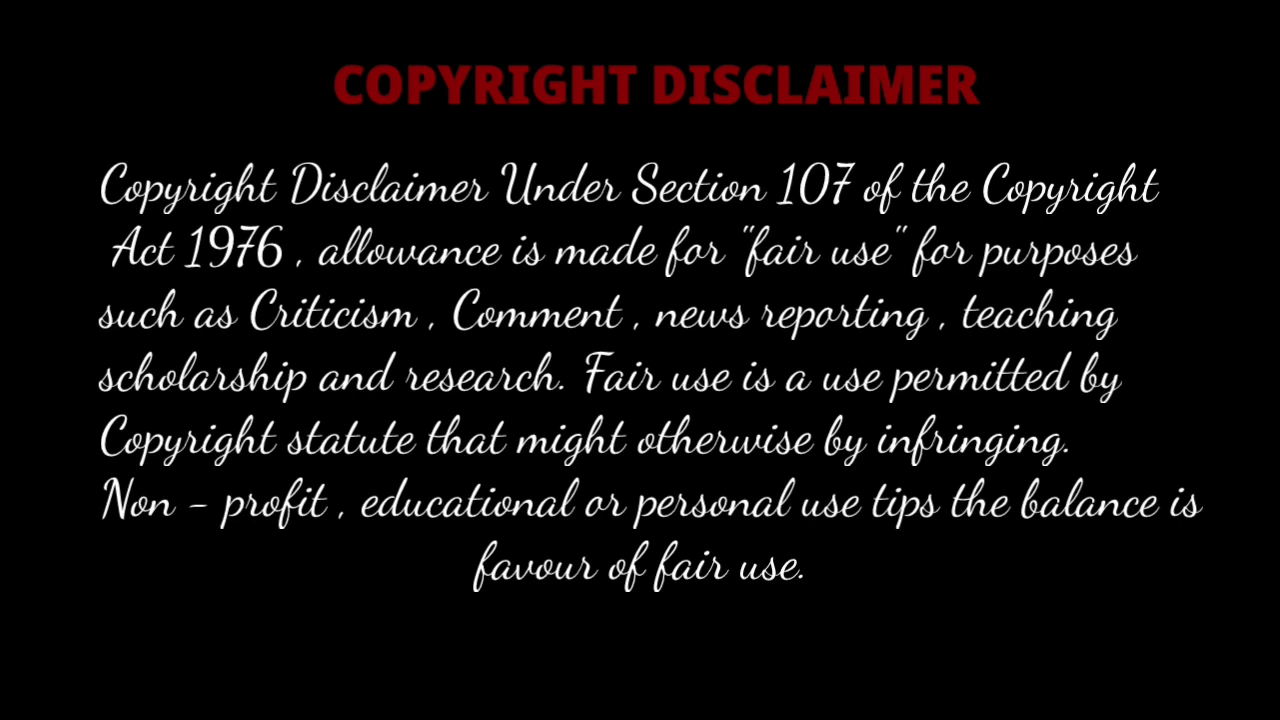 COPYRIGHT DISCLAIMER
Copyright Disclaimer Under Section 107 of the Copyright
Act 1976 , allowance is made for "fair use" for purposes
such as Criticism , Comment , news reporting , teaching
scholarship and research. Fair use is a use permitted by
Copyright statute that might otherwise by infringing.
Non - profit , educational or personal use tips the balance is
favour of fair use.